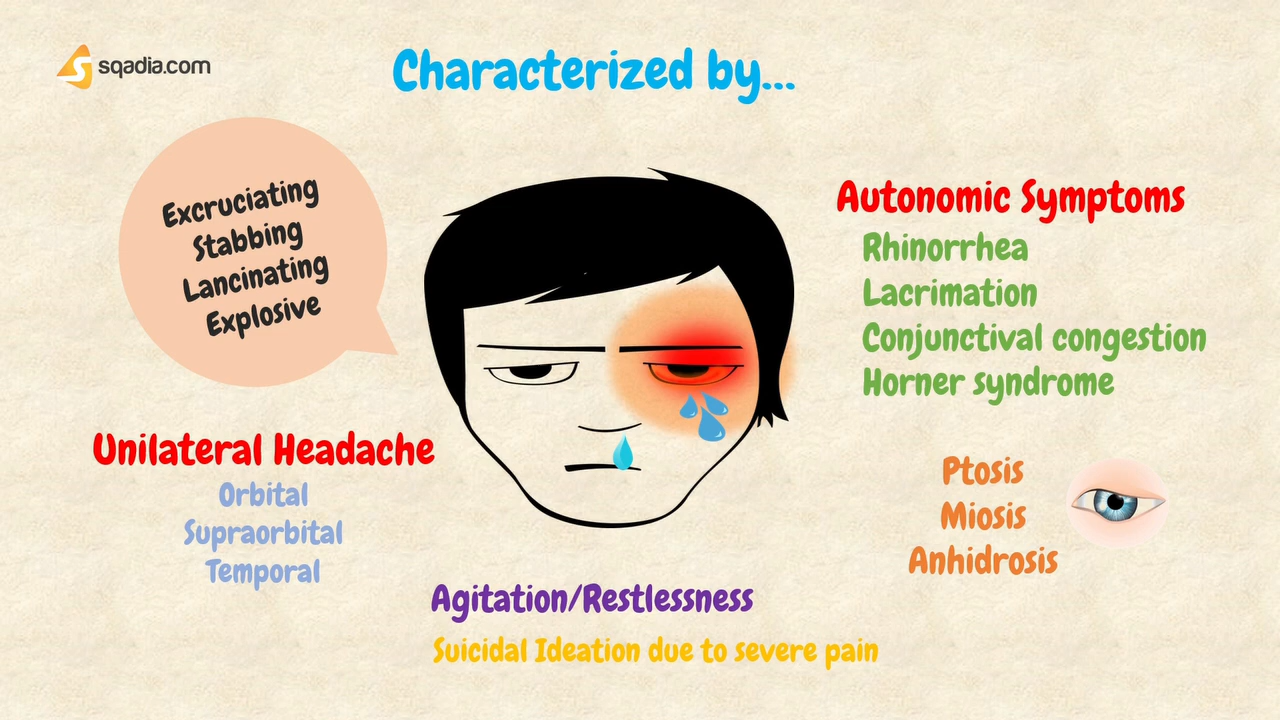 sqadia.com
Characterized by...
Excruciating
Stabbing
Lancinating
Explosive
Unilateral Headache
Orbital
Supraorbital
Temporal
Autonomic Symptoms
Rhinorrhea
Lacrimation
Conjunctival congestion
Horner syndrome
Ptosis
Miosis
Anhidrosis
Agitation/Restlessness
Suicidal Ideation due to severe pain